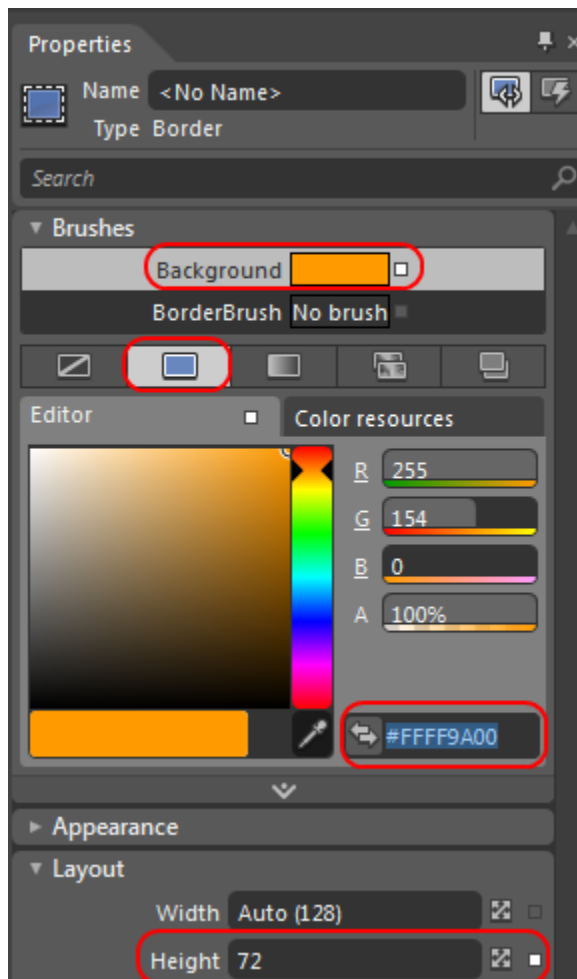 Properties
Name <No Name>
Type Border
Search
Brushes
Background
BorderBrush No brush
Editor Color resources
R 255
G 154
B 0
A 100%
#FFFF9A00
Appearance
Layout
Width Auto (128)
Height 72